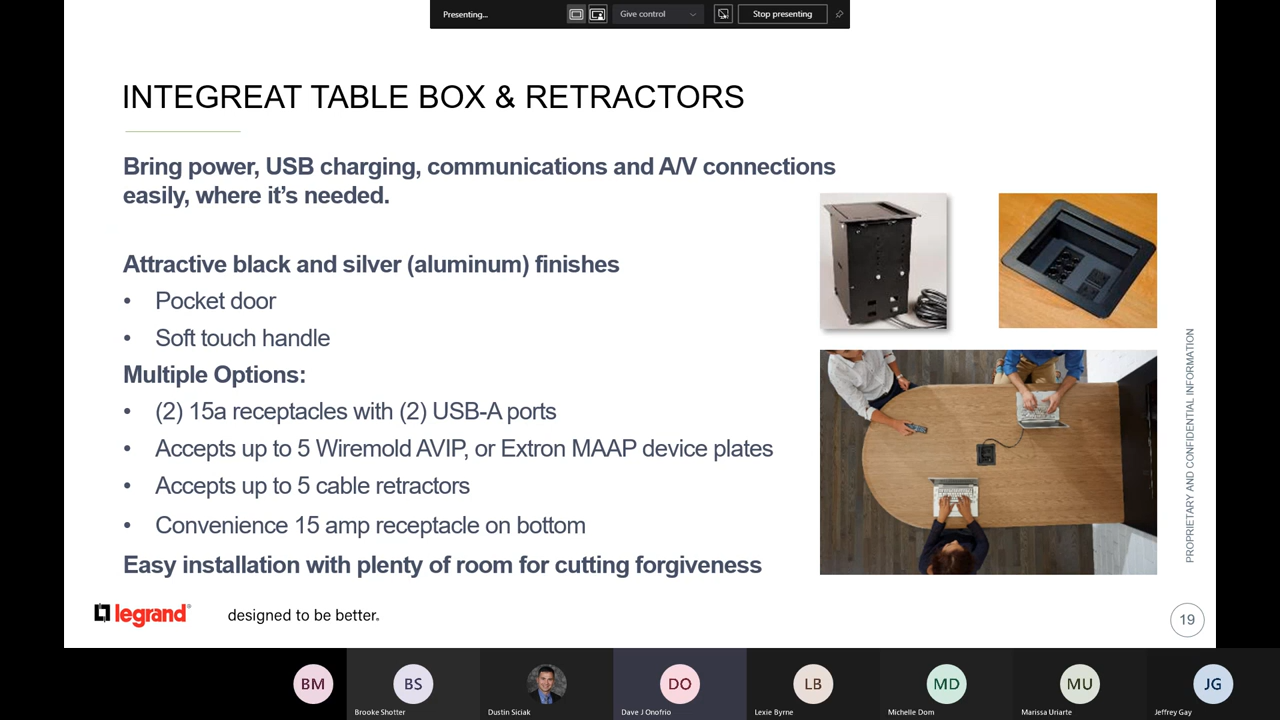 Presenting...
Give control
Stop presenting
INTEGREAT TABLE BOX & RETRACTORS
Bring power, USB charging, communications and A/V connections
easily, where it's needed.
Attractive black and silver (aluminum) finishes
• Pocket door
• Soft touch handle
Multiple Options:
• (2) 15a receptacles with (2) USB-A ports
• Accepts up to 5 Wiremold AVIP, or Extron MAAP device plates
• Accepts up to 5 cable retractors
• Convenience 15 amp receptacle on bottom
Easy installation with plenty of room for cutting forgiveness
PROPRIETARY AND CONFIDENTIAL INFORMATION
legrand®
designed to be better.
19
BM
BS
DO
LB
MD
MU
JG
Brooke Shotter
Dustin Siciak
Dave J Onofrio
Lexie Byrne
Michelle Dom
Marissa Uriarte
Jeffrey Gay